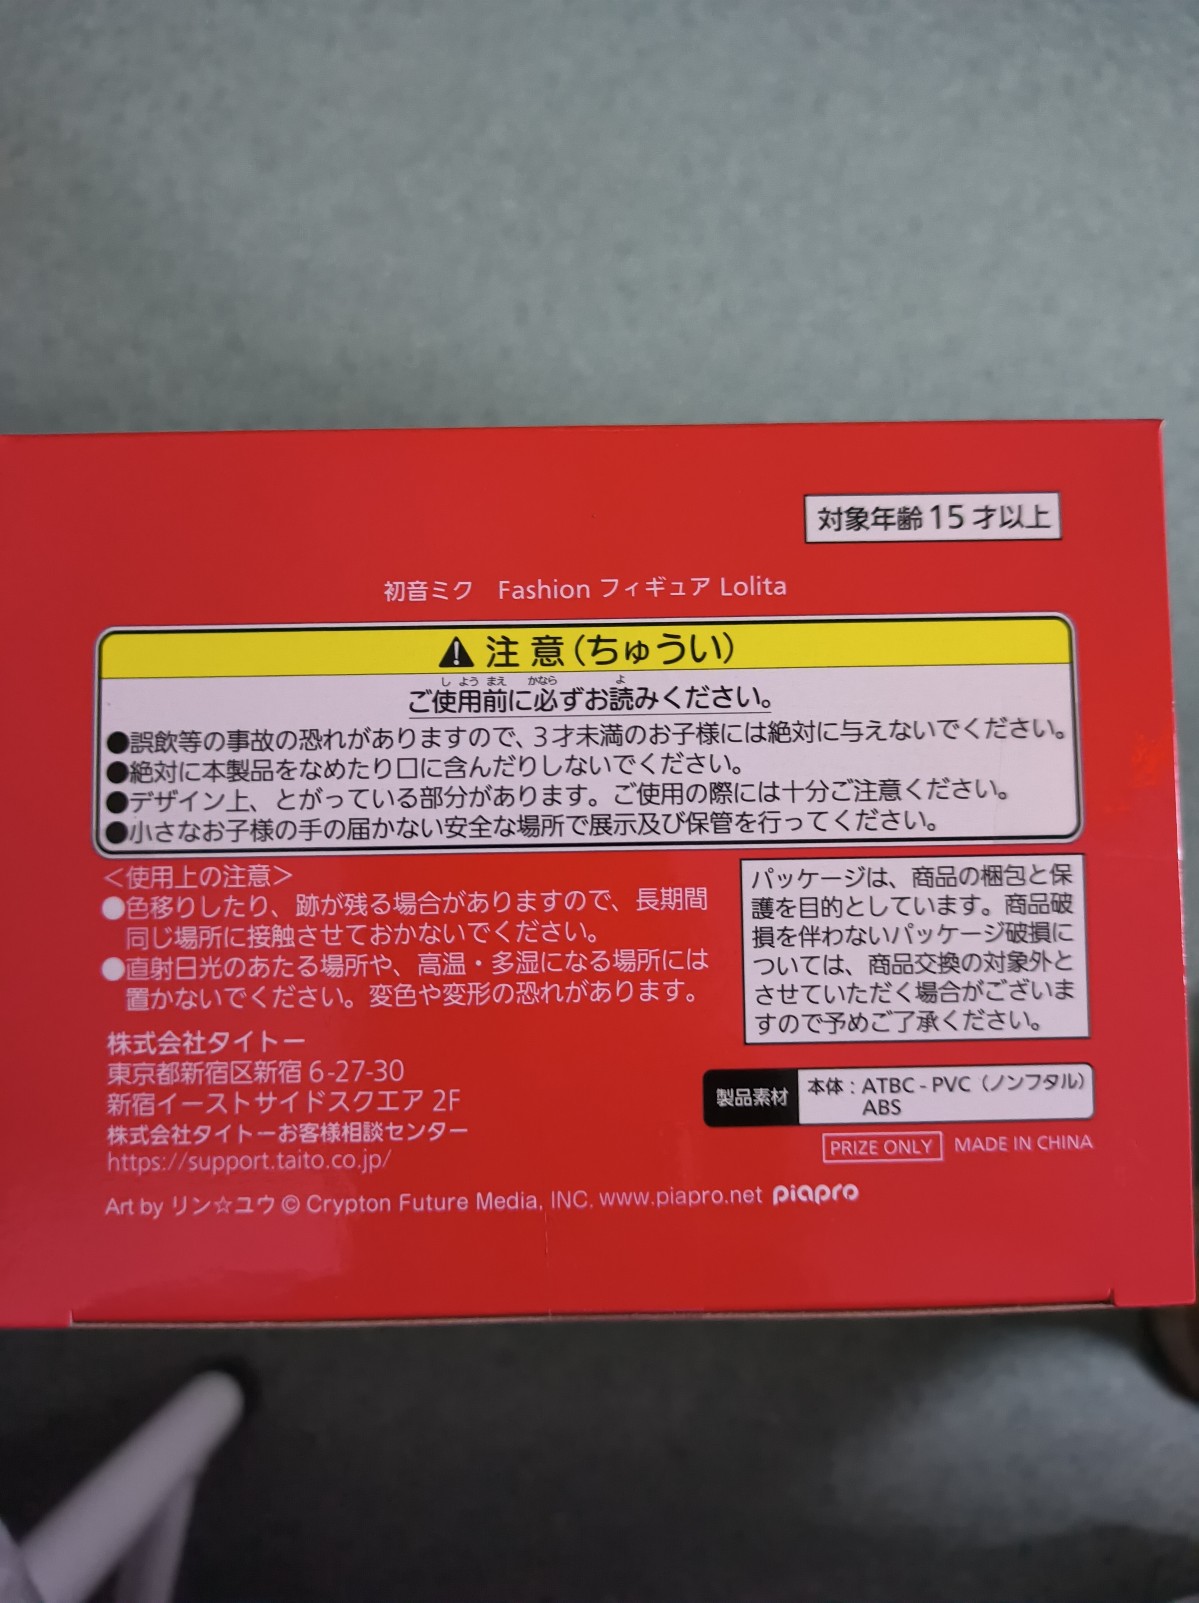 対象年齢15才以上
初音ミク Fashion フィギュア Lolita
⚠注意(ちゅうい)
ご使用前に必ずお読みください。
しようまえ かなら よ
●誤飲等の事故の恐れがありますので、3才未満のお子様には絶対に与えないでください。
●絶対に本製品をなめたり口に含んだりしないでください。
●デザイン上、とがっている部分があります。ご使用の際には十分ご注意ください。
●小さなお子様の手の届かない安全な場所で展示及び保管を行ってください。
＜使用上の注意＞
●色移りしたり、跡が残る場合がありますので、長期間
同じ場所に接触させておかないでください。
●直射日光のあたる場所や、高温・多湿になる場所には
置かないでください。変色や変形の恐れがあります。
パッケージは、商品の梱包と保
護を目的としています。商品破
損を伴わないパッケージ破損に
ついては、商品交換の対象外と
させていただく場合がございま
すので予めご了承ください。
株式会社タイトー
東京都新宿区新宿 6-27-30
新宿イーストサイドスクエア 2F
株式会社タイトーお客様相談センター
https://support.taito.co.jp/
製品素材 本体：ATBC-PVC（ノンフタル）
ABS
PRIZE ONLY MADE IN CHINA
Art by リン☆ユウ © Crypton Future Media, INC. www.piapro.net piapro